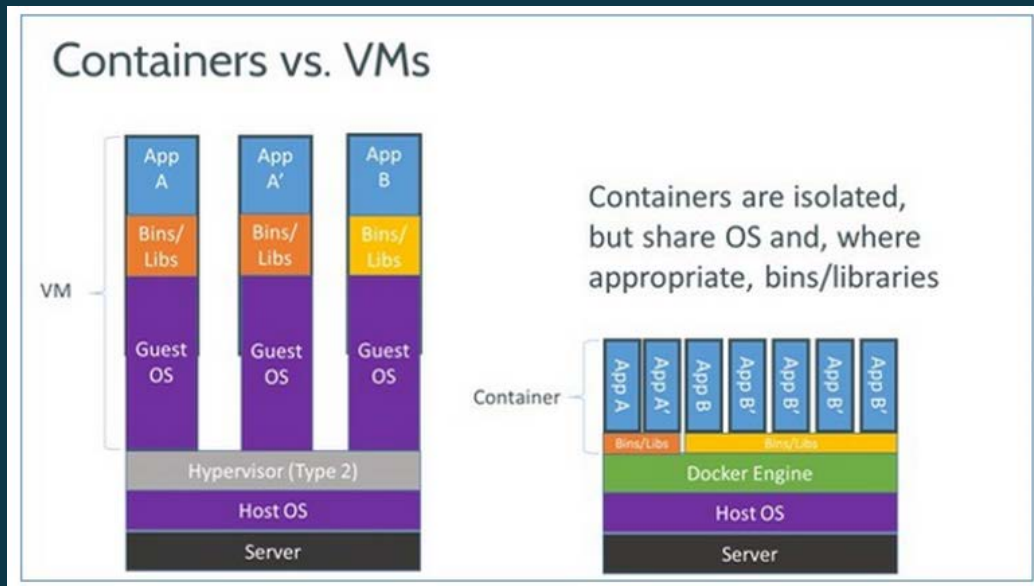 Containers vs. VMs
App
A
App
A'
App
B
Bins/
Libs
Bins/
Libs
Bins/
Libs
VM
Guest
OS
Guest
OS
Guest
OS
Hypervisor (Type 2)
Host OS
Server
Containers are isolated,
but share OS and, where
appropriate, bins/libraries
Container
App A
App A'
App B
App B'
App B'
App B'
App B'
Bins/Libs
Bins/Libs
Docker Engine
Host OS
Server